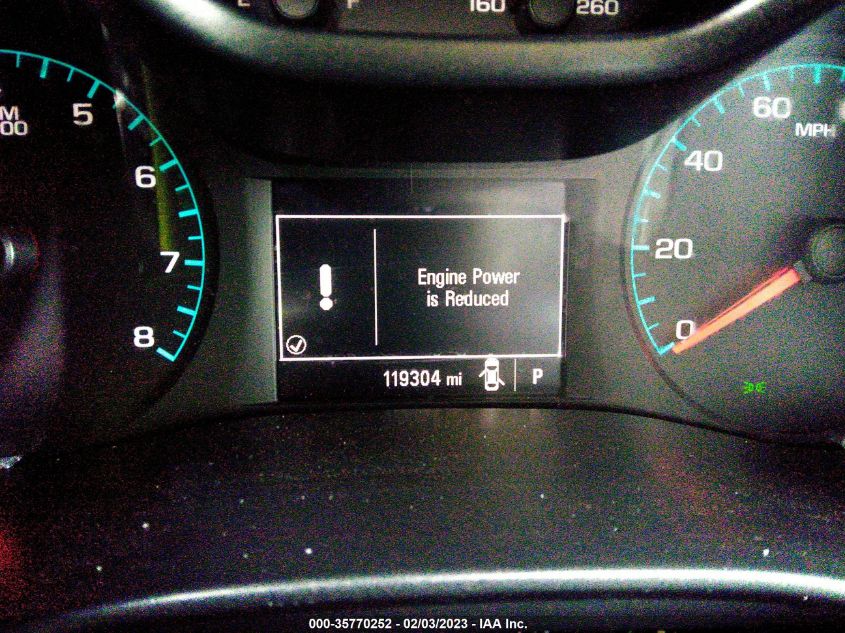 E F 160 260
5
M
00
6
7
8
Engine Power
is Reduced
119304 mi P
60
MPH
40
20
0
000-35770252 - 02/03/2023 - IAA Inc.